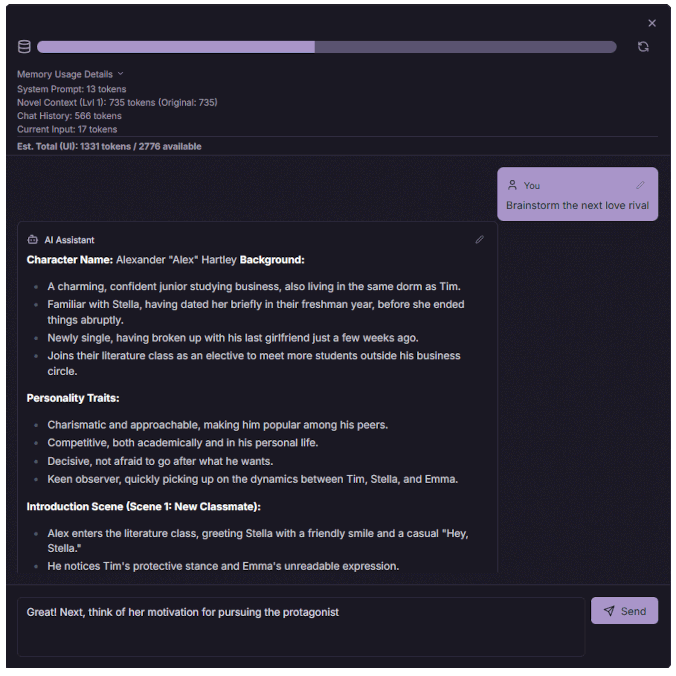 Memory Usage Details
System Prompt: 13 tokens
Novel Context (Lvl 1): 735 tokens (Original: 735)
Chat History: 566 tokens
Current Input: 17 tokens
Est. Total (UI): 1331 tokens / 2776 available
You
Brainstorm the next love rival
AI Assistant
Character Name: Alexander "Alex" Hartley Background:
A charming, confident junior studying business, also living in the same dorm as Tim.
Familiar with Stella, having dated her briefly in their freshman year, before she ended
things abruptly.
Newly single, having broken up with his last girlfriend just a few weeks ago.
Joins their literature class as an elective to meet more students outside his business
circle.
Personality Traits:
Charismatic and approachable, making him popular among his peers.
Competitive, both academically and in his personal life.
Decisive, not afraid to go after what he wants.
Keen observer, quickly picking up on the dynamics between Tim, Stella, and Emma.
Introduction Scene (Scene 1: New Classmate):
Alex enters the literature class, greeting Stella with a friendly smile and a casual "Hey,
Stella."
He notices Tim's protective stance and Emma's unreadable expression.
Great! Next, think of her motivation for pursuing the protagonist
Send